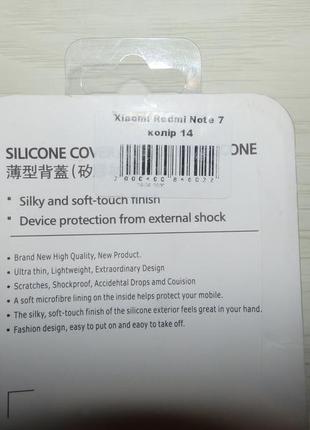 Xiaomi Redmi Note 7
колір 14
SILICONE COV ONE
薄型背蓋(矽
* Silky and soft-touch finish
* Device protection from external shock
• Brand New High Quality, New Product.
• Ultra thin, Lightweight, Extraordinary Design
• Scratches, Shockproof, Accidental Drops and Couision
• A soft microfibre lining on the inside helps protect your mobile.
• The silky, soft-touch finish of the silicone exterior feels great in your hand.
• Fashion design, easy to put on and eaoy to take off.